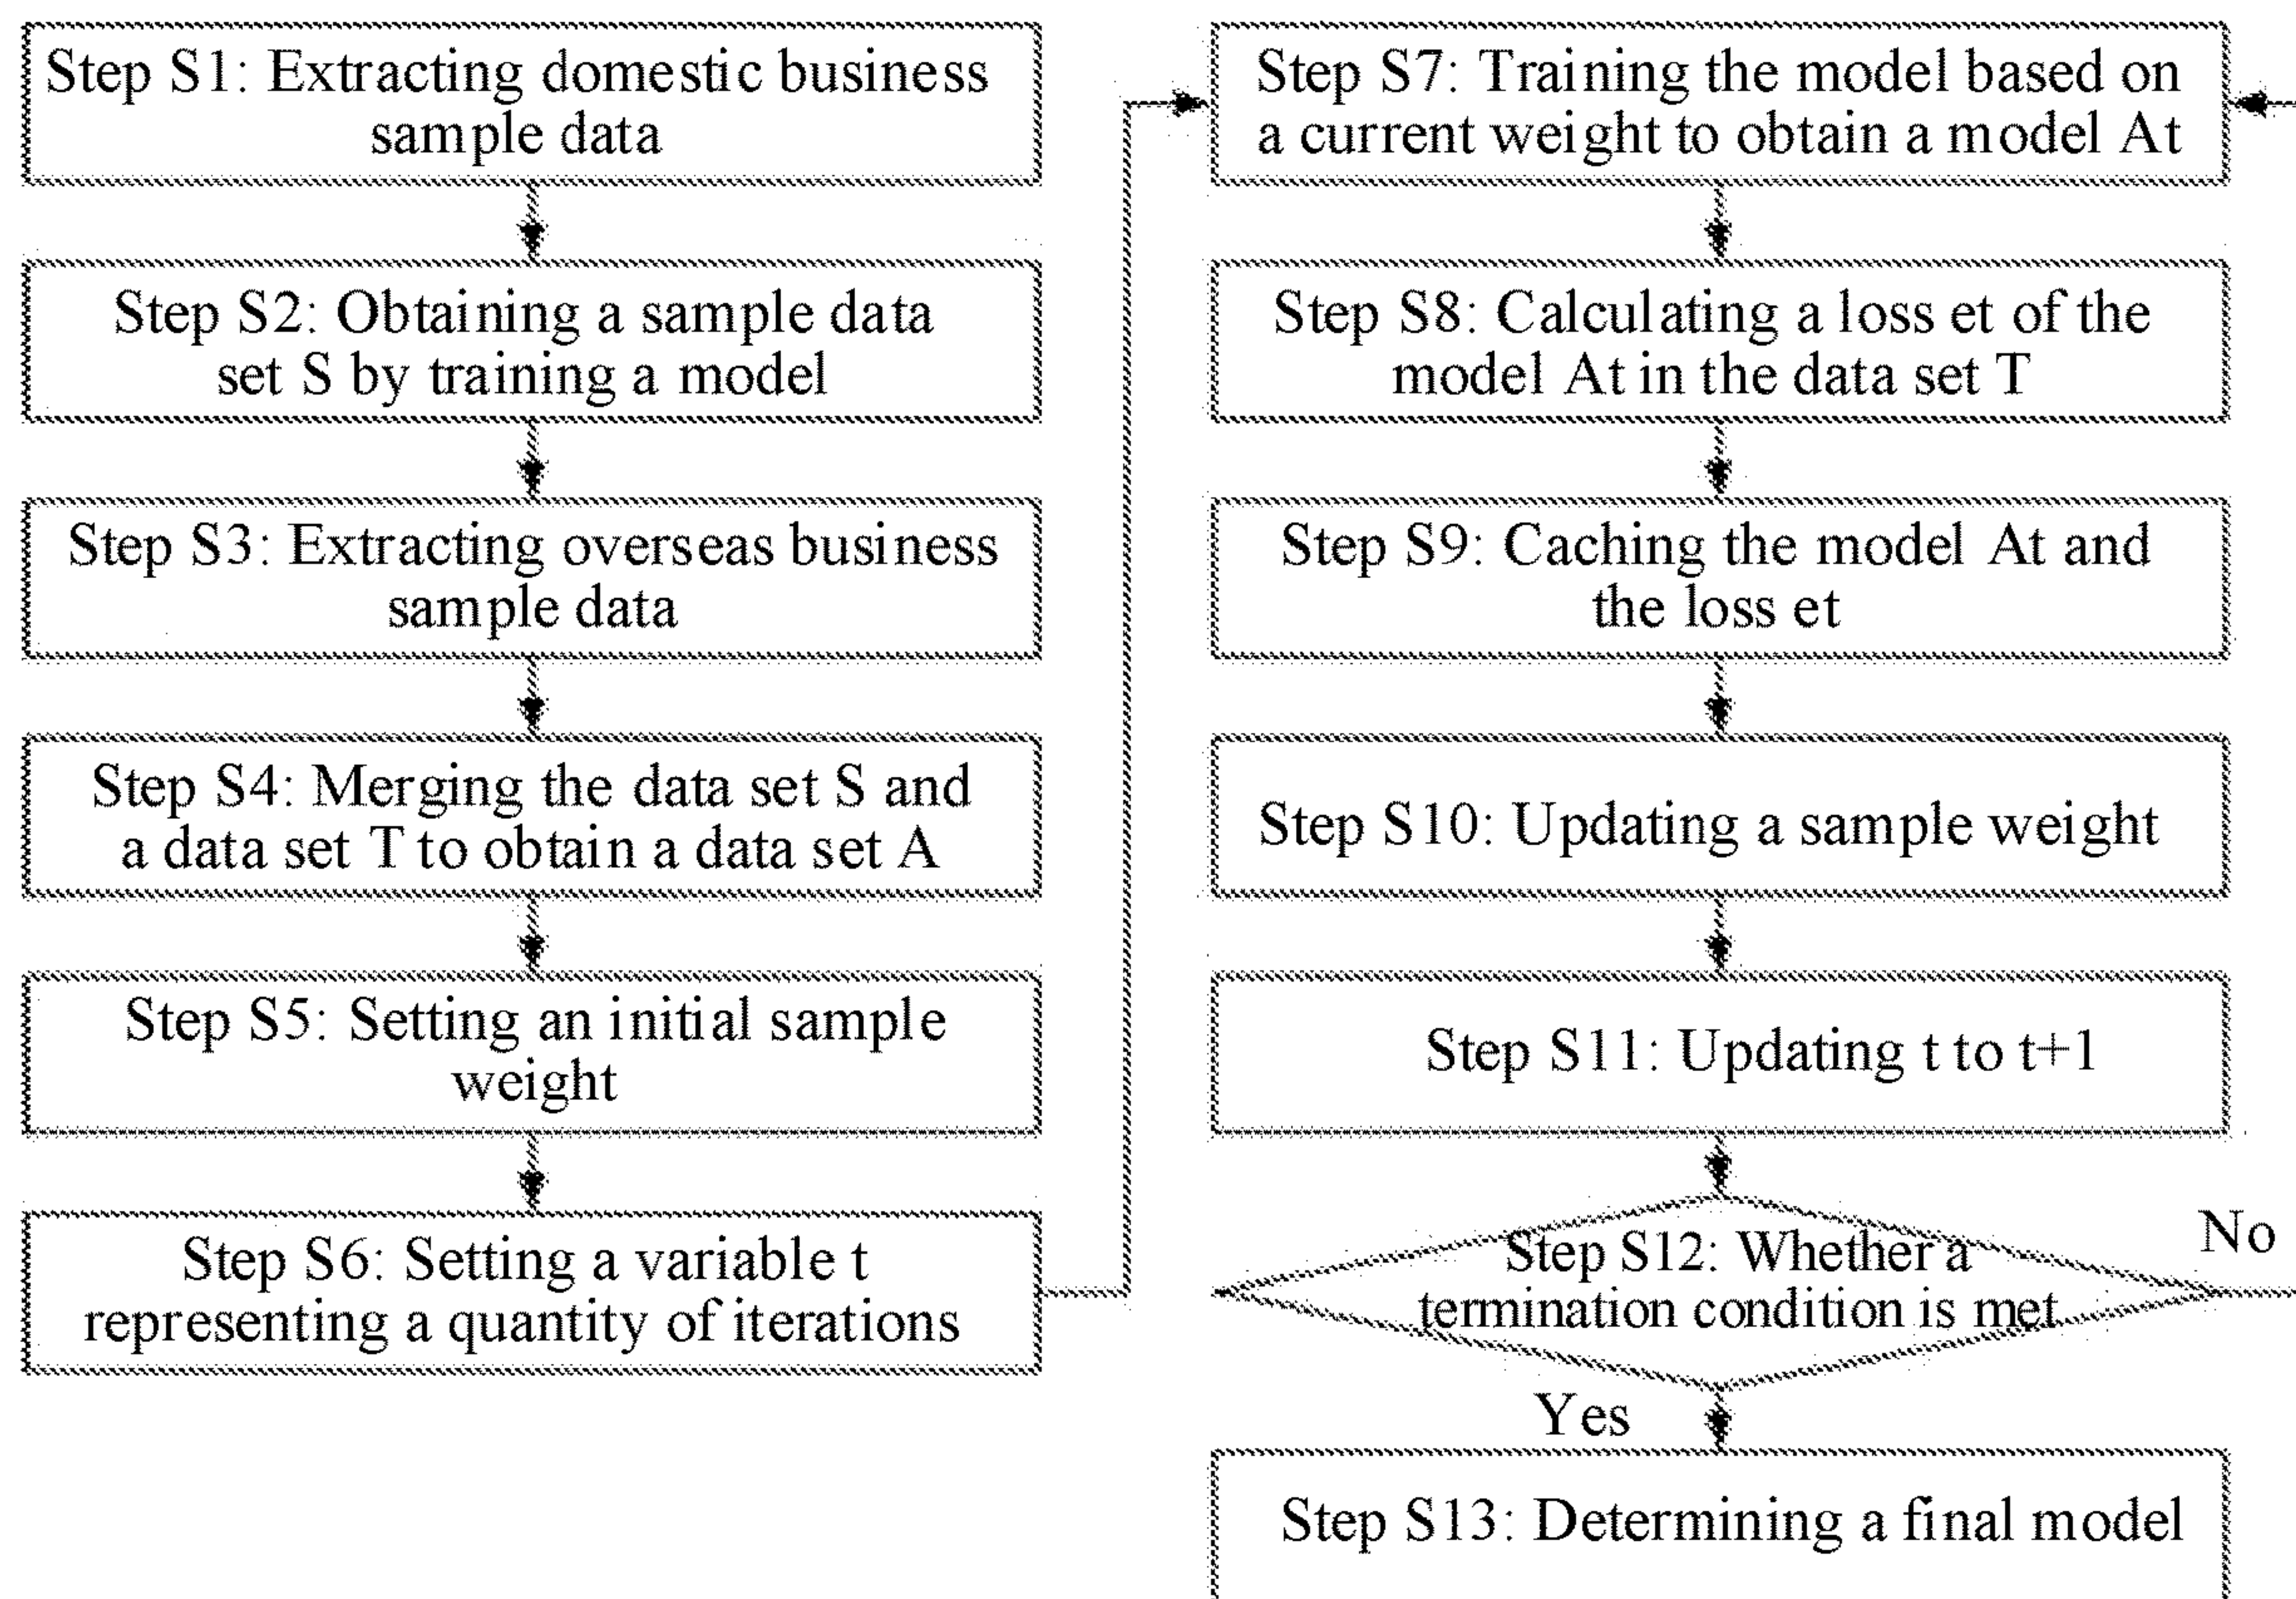 Step S1: Extracting domestic business
sample data
Step S2: Obtaining a sample data
set S by training a model
Step S3: Extracting overseas business
sample data
Step S4: Merging the data set S and
a data set T to obtain a data set A
Step S5: Setting an initial sample
weight
Step S6: Setting a variable t
representing a quantity of iterations
Step S7: Training the model based on
a current weight to obtain a model At
Step S8: Calculating a loss et of the
model At in the data set T
Step S9: Caching the model At and
the loss et
Step S10: Updating a sample weight
Step S11: Updating t to t+1
Step S12: Whether a
termination condition is met
No
Yes
Step S13: Determining a final model